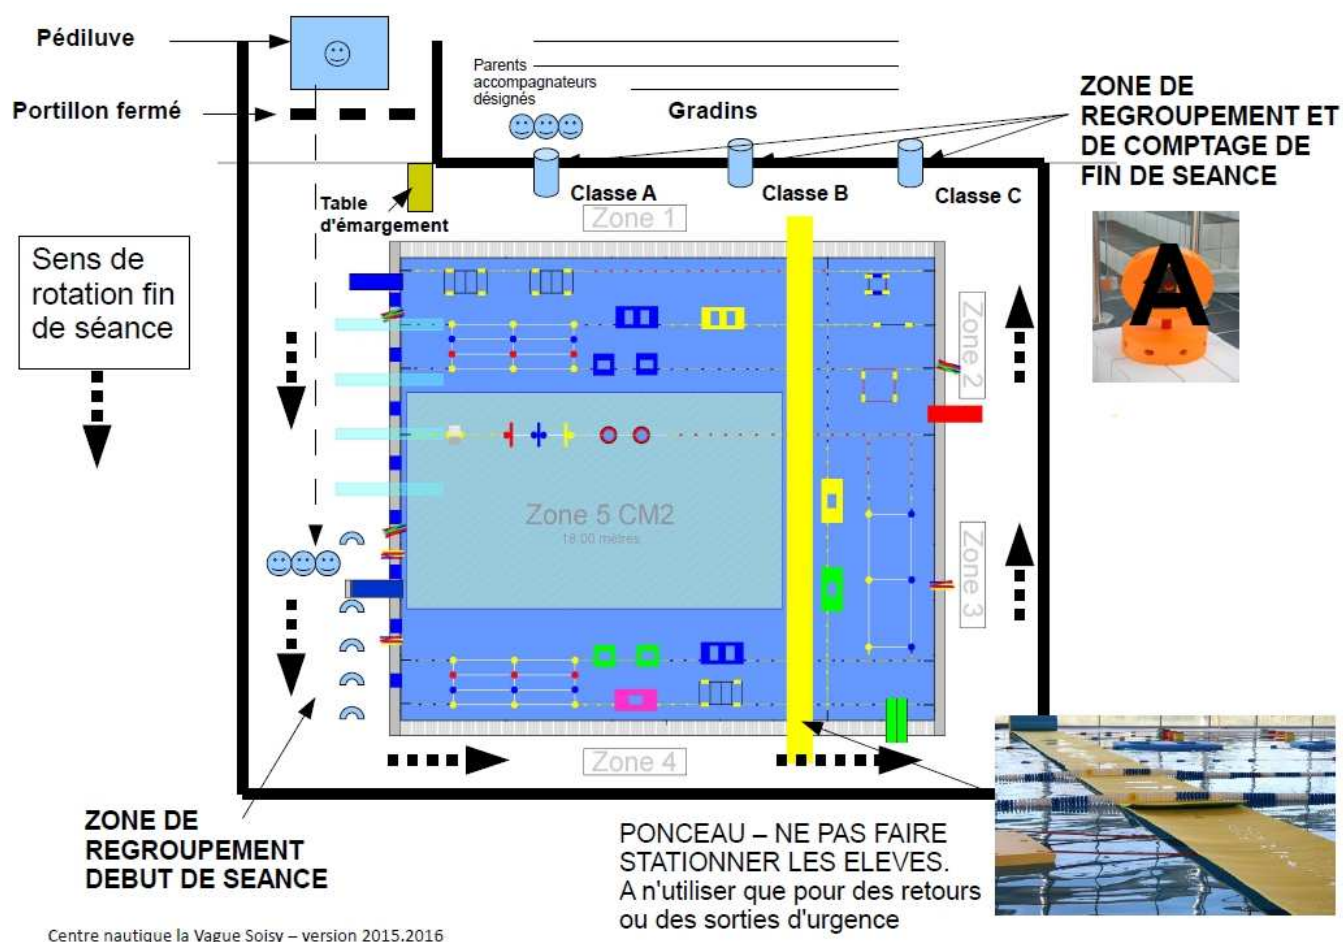 Pédiluve
Portillon fermé
Parents
accompagnateurs
désignés
Gradins
ZONE DE
REGROUPEMENT ET
DE COMPTAGE DE
FIN DE SEANCE
Classe A
Classe B
Classe C
Table
d'émargement
Zone 1
A
Sens de
rotation fin
de séance
Zone 2
Zone 5 CM2
18.00 mètres
Zone 3
Zone 4
ZONE DE
REGROUPEMENT
DEBUT DE SEANCE
PONCEAU – NE PAS FAIRE
STATIONNER LES ELEVES.
A n'utiliser que pour des retours
ou des sorties d'urgence
Centre nautique la Vague Soisy – version 2015.2016